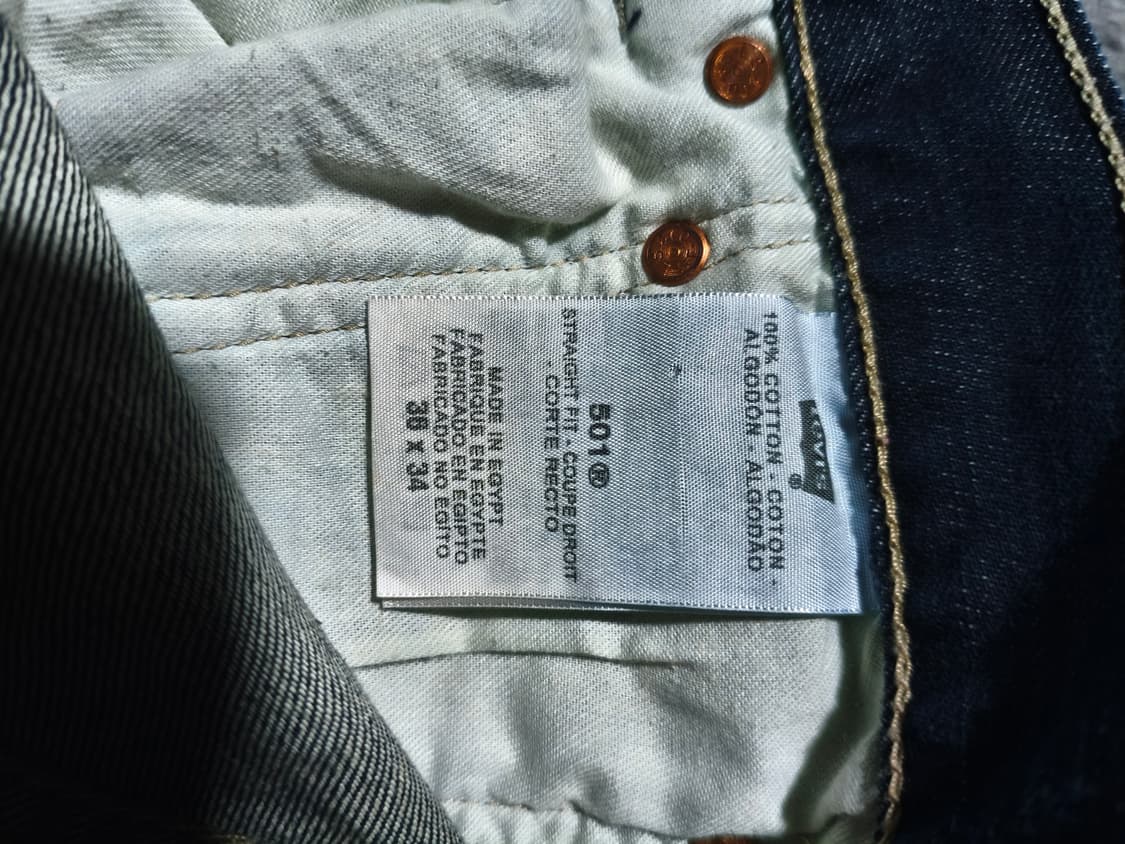 LEVI'S
®
100% COTTON - COTON -
ALGODÓN - ALGODÃO
501®
STRAIGHT FIT - COUPE DROIT
- CORTE RECTO
MADE IN EGYPT
FABRIQUE EN EGYPTE
FABRICADO EN EGIPTO
FABRICADO NO EGITO
36 x 34